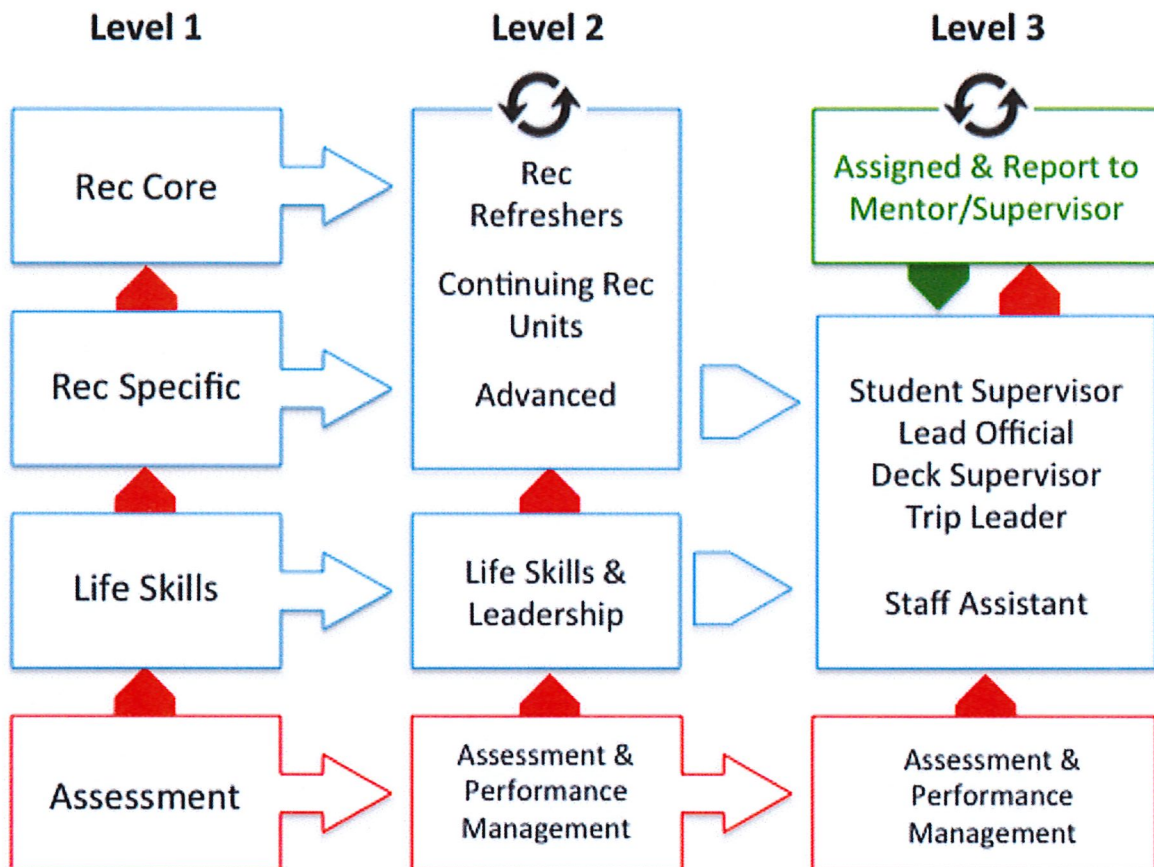 Level 1
Level 2
Level 3
Rec Core
Rec Specific
Life Skills
Assessment
Rec
Refreshers
Continuing Rec
Units
Advanced
Life Skills &
Leadership
Assessment &
Performance
Management
Assigned & Report to
Mentor/Supervisor
Student Supervisor
Lead Official
Deck Supervisor
Trip Leader
Staff Assistant
Assessment &
Performance
Management